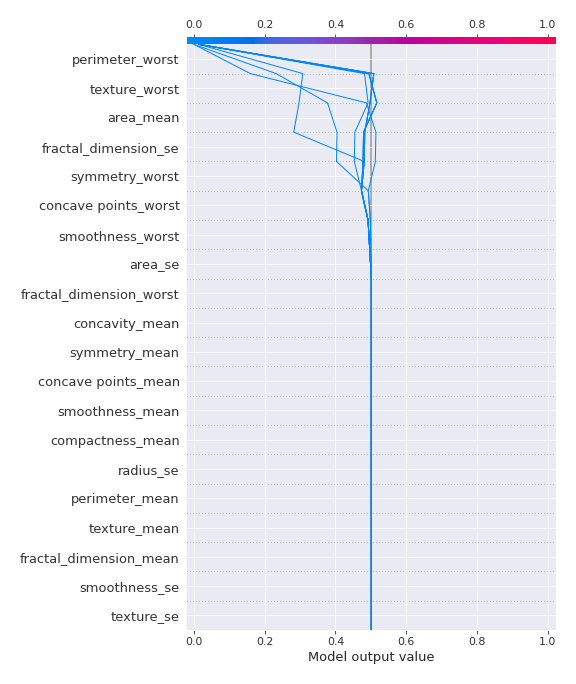 0.0 0.2 0.4 0.6 0.8 1.0
perimeter_worst
texture_worst
area_mean
fractal_dimension_se
symmetry_worst
concave points_worst
smoothness_worst
area_se
fractal_dimension_worst
concavity_mean
symmetry_mean
concave points_mean
smoothness_mean
compactness_mean
radius_se
perimeter_mean
texture_mean
fractal_dimension_mean
smoothness_se
texture_se
0.0 0.2 0.4 0.6 0.8 1.0
Model output value